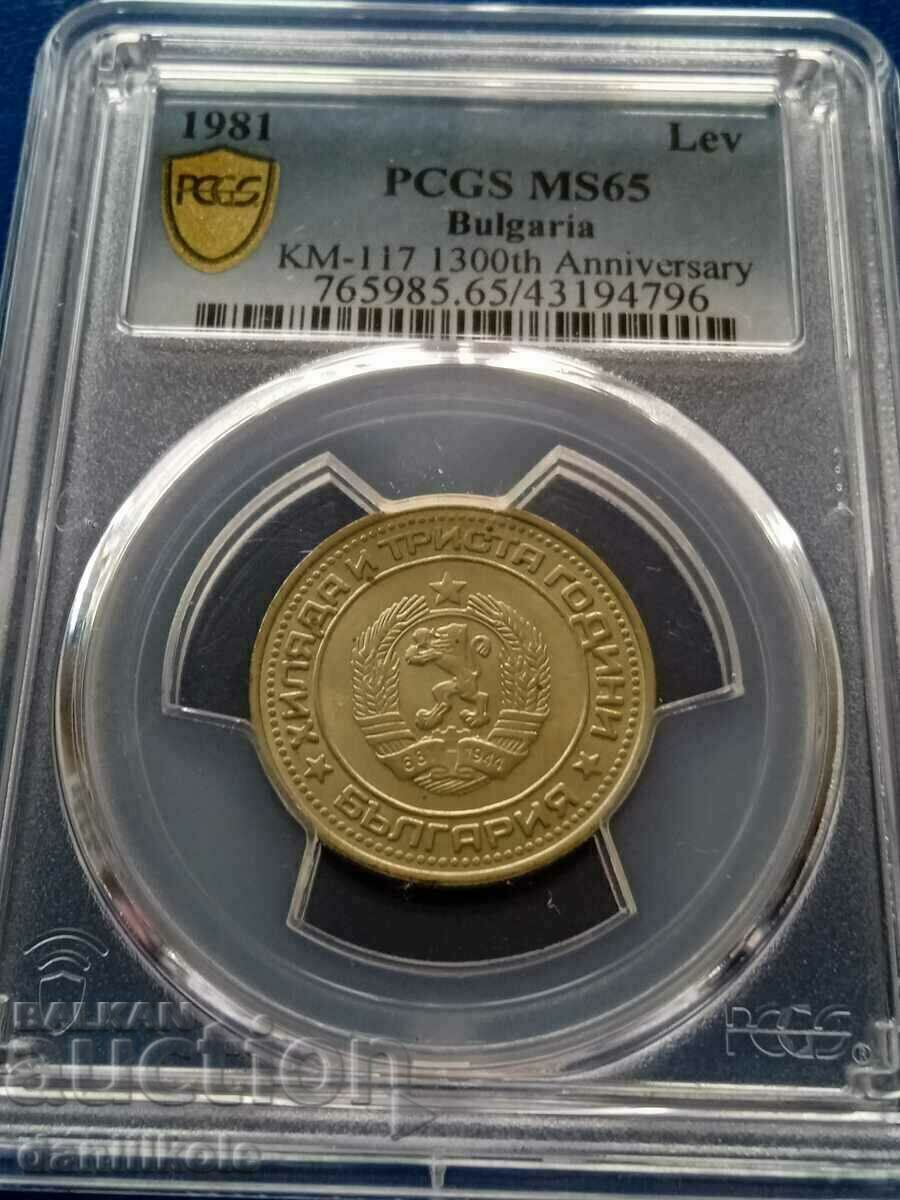 1981 Lev
PCGS
PCGS MS65
Bulgaria
KM-117 1300th Anniversary
765985.65/43194796
ХИЛЯДА И ТРИСТА ГОДИНИ
681 1944
БЪЛГАРИЯ
BALKAN
auction
PCGS
daniilkole